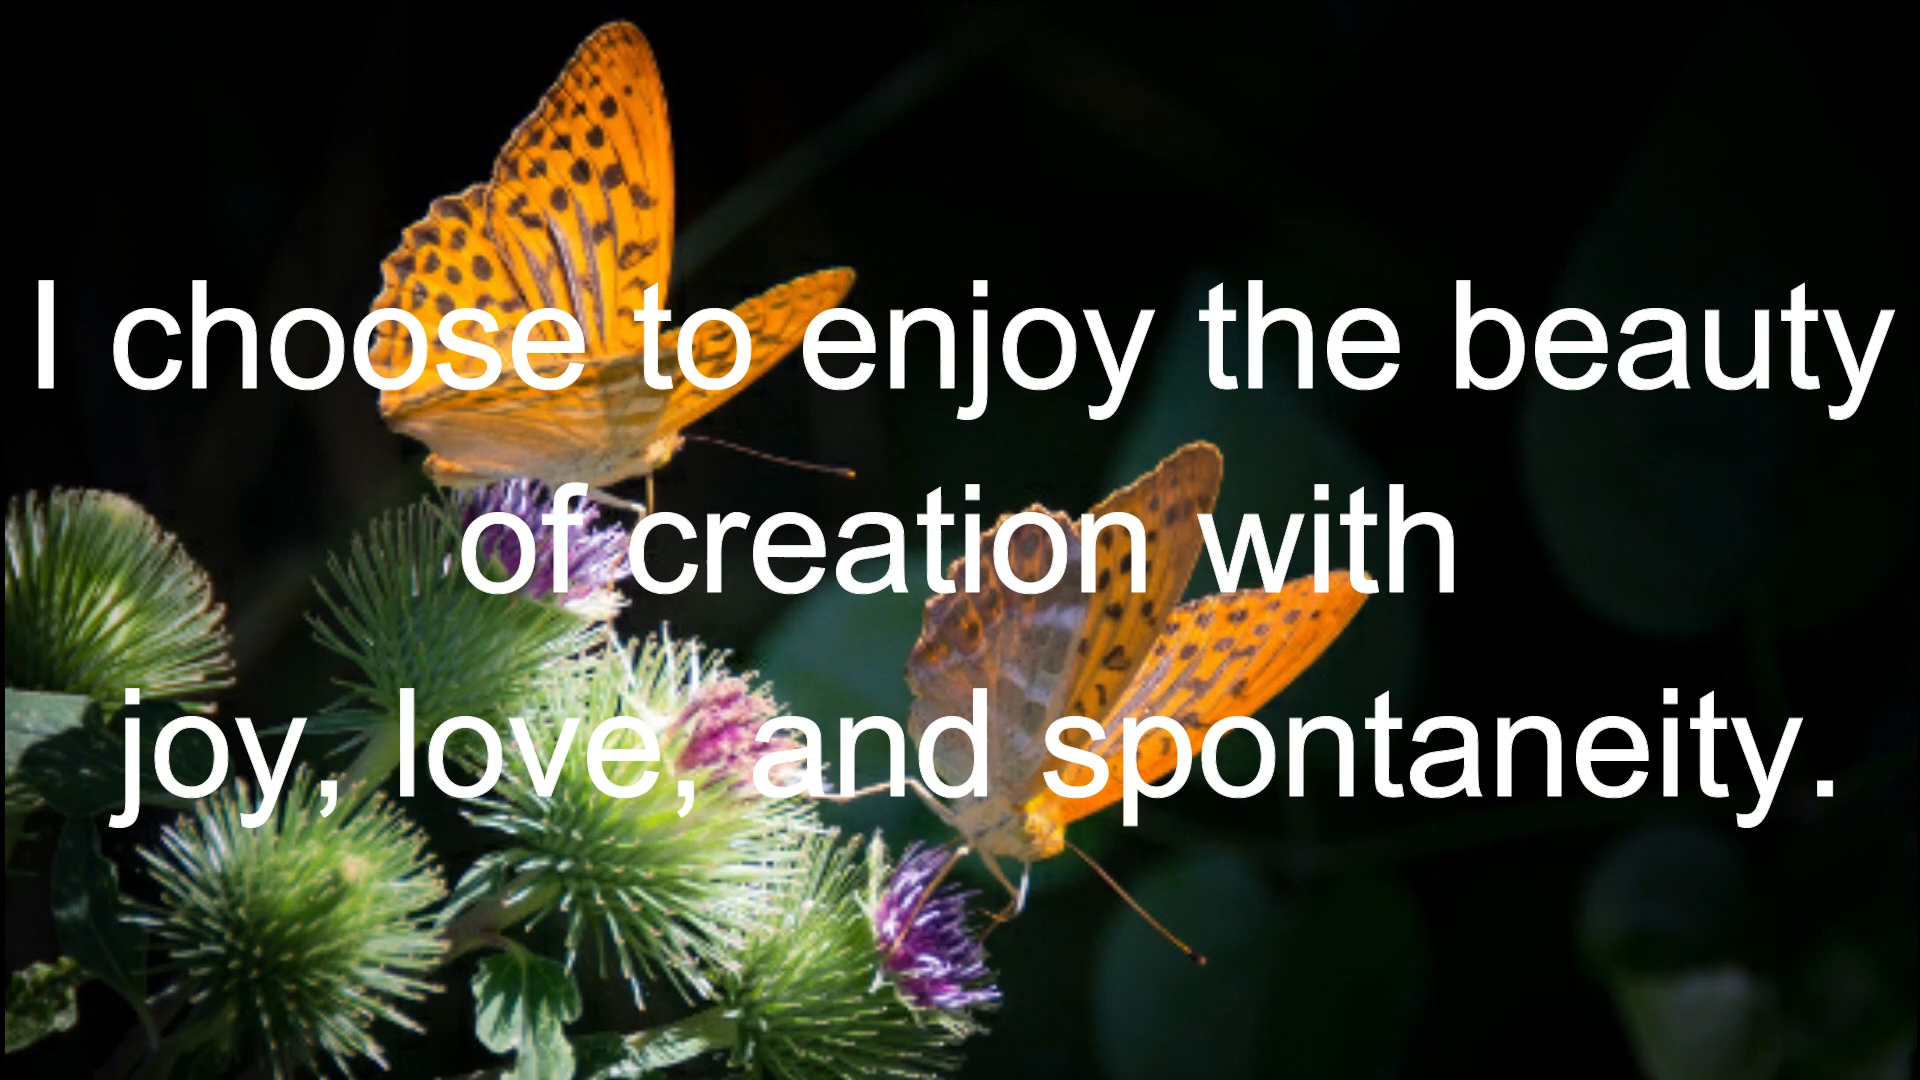 I choose to enjoy the beauty
of creation with
joy, love, and spontaneity.